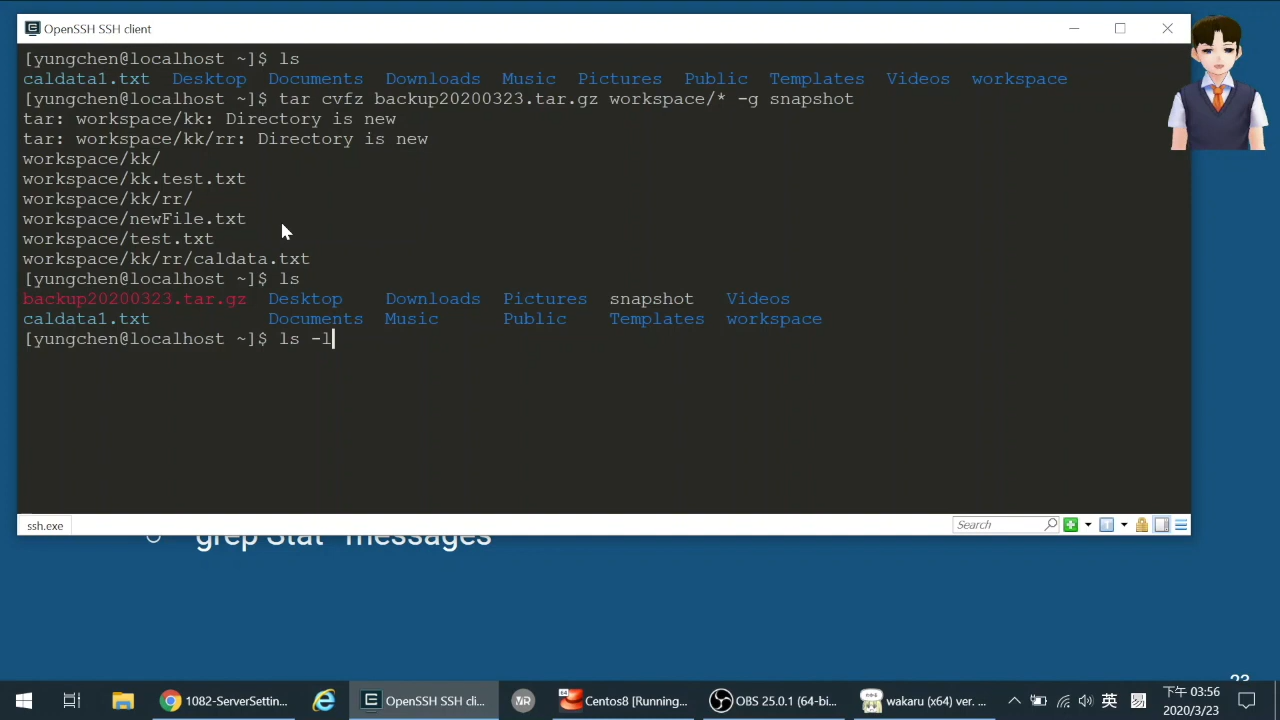 OpenSSH SSH client
[yungchen@localhost ~]$ ls
caldata1.txt Desktop Documents Downloads Music Pictures Public Templates Videos workspace
[yungchen@localhost ~]$ tar cvfz backup20200323.tar.gz workspace/* -g snapshot
tar: workspace/kk: Directory is new
tar: workspace/kk/rr: Directory is new
workspace/kk/
workspace/kk.test.txt
workspace/kk/rr/
workspace/newFile.txt
workspace/test.txt
workspace/kk/rr/caldata.txt
[yungchen@localhost ~]$ ls
backup20200323.tar.gz Desktop Downloads Pictures snapshot Videos
caldata1.txt Documents Music Public Templates workspace
[yungchen@localhost ~]$ ls -l
ssh.exe
Search
grep Stat* messages
1082-ServerSettin...
OpenSSH SSH cli...
Centos8 [Running...
OBS 25.0.1 (64-bi...
wakaru (x64) ver. ...
英
下午 03:56
2020/3/23